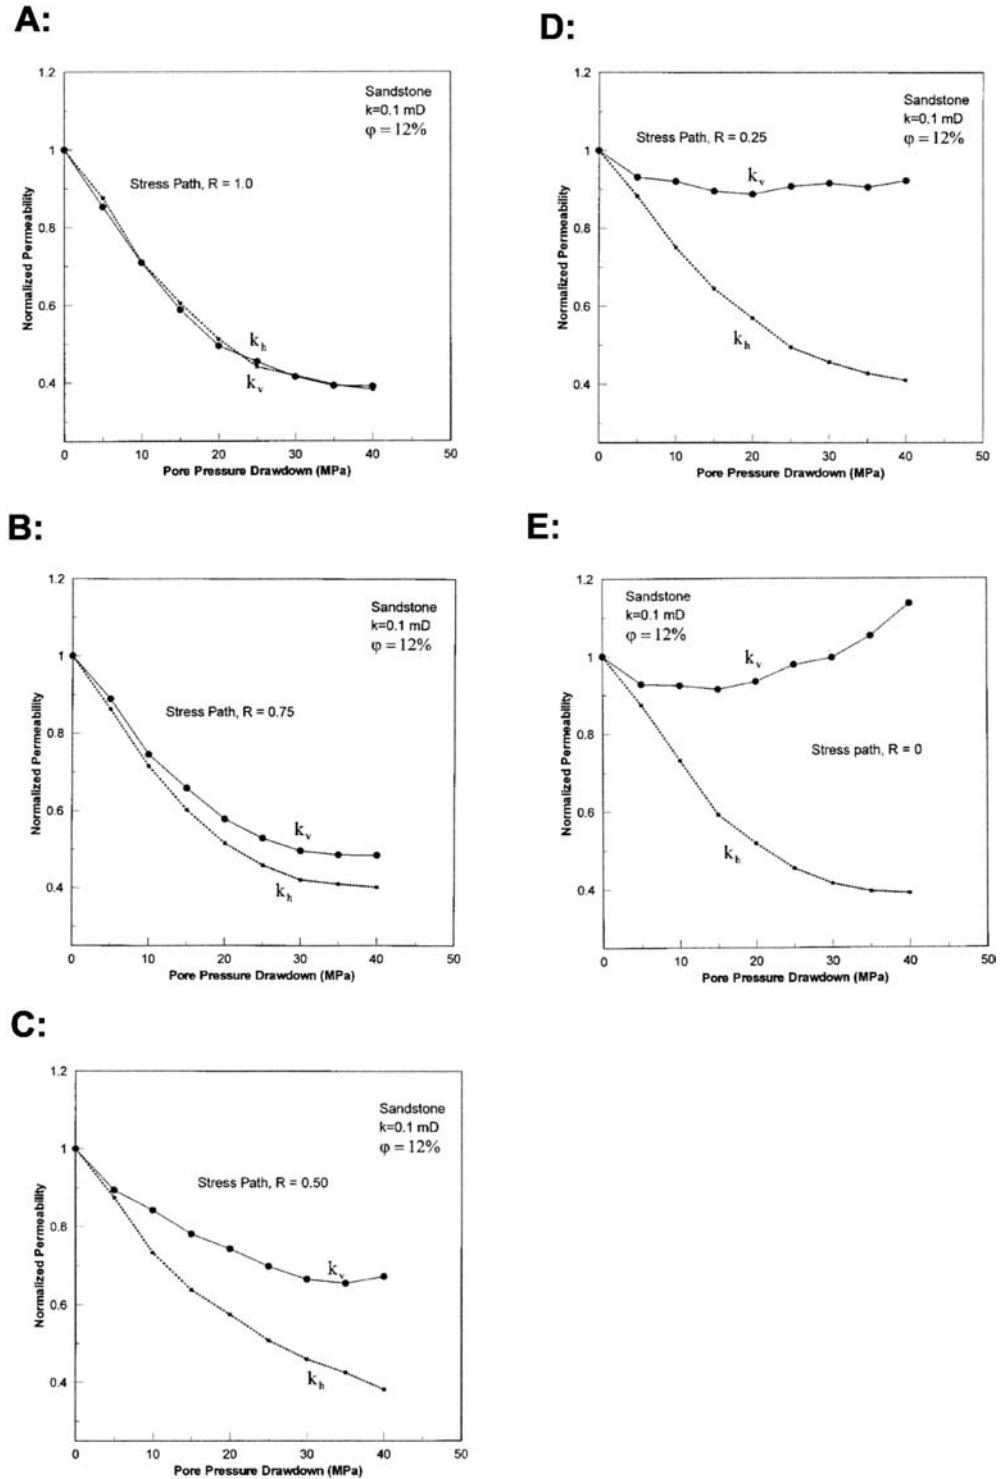 A:
1.2
1
0.8
0.6
0.4
Normalized Permeability
Sandstone
k=0.1 mD
φ = 12%
Stress Path, R = 1.0
k_h
k_v
0 10 20 30 40 50
Pore Pressure Drawdown (MPa)
B:
1.2
1
0.8
0.6
0.4
Normalized Permeability
Sandstone
k=0.1 mD
φ = 12%
Stress Path, R = 0.75
k_v
k_h
0 10 20 30 40 50
Pore Pressure Drawdown (MPa)
C:
1.2
1
0.8
0.6
0.4
Normalized Permeability
Sandstone
k=0.1 mD
φ = 12%
Stress Path, R = 0.50
k_v
k_h
0 10 20 30 40 50
Pore Pressure Drawdown (MPa)
D:
1.2
1
0.8
0.6
0.4
Normalized Permeability
Sandstone
k=0.1 mD
φ = 12%
Stress Path, R = 0.25
k_v
k_h
0 10 20 30 40 50
Pore Pressure Drawdown (MPa)
E:
1.2
1
0.8
0.6
0.4
Normalized Permeability
Sandstone
k=0.1 mD
φ = 12%
k_v
Stress path, R = 0
k_h
0 10 20 30 40 50
Pore Pressure Drawdown (MPa)